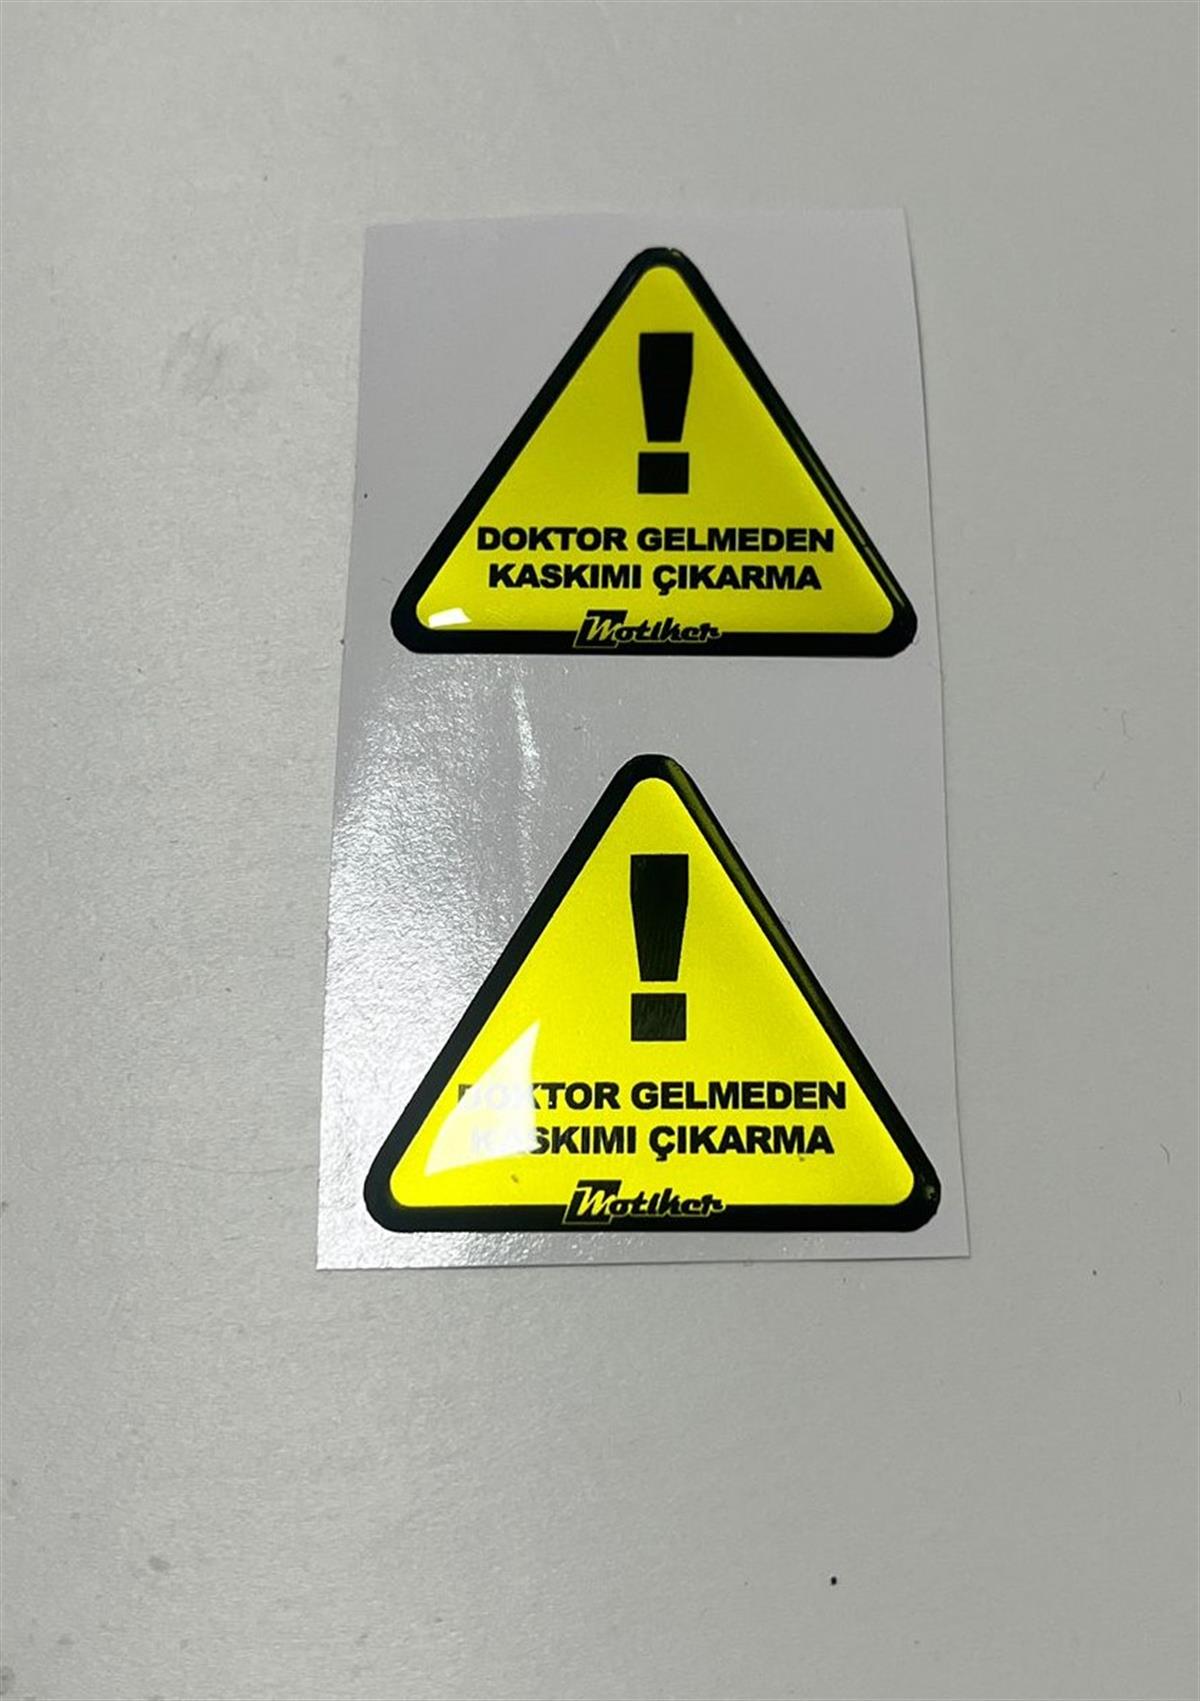 !
DOKTOR GELMEDEN
KASKIMI ÇIKARMA
Motiker
!
DOKTOR GELMEDEN
KASKIMI ÇIKARMA
Motiker